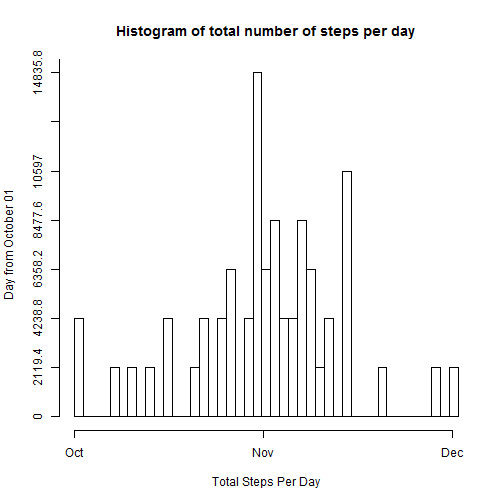 Histogram of total number of steps per day
14835.8
10597
8477.6
6358.2
4238.8
2119.4
0
Day from October 01
Oct Nov Dec
Total Steps Per Day